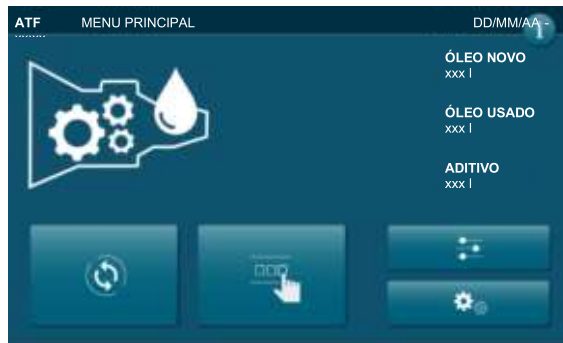 ATF MENU PRINCIPAL DD/MM/AA -
ÓLEO NOVO
xxx l
ÓLEO USADO
xxx l
ADITIVO
xxx l